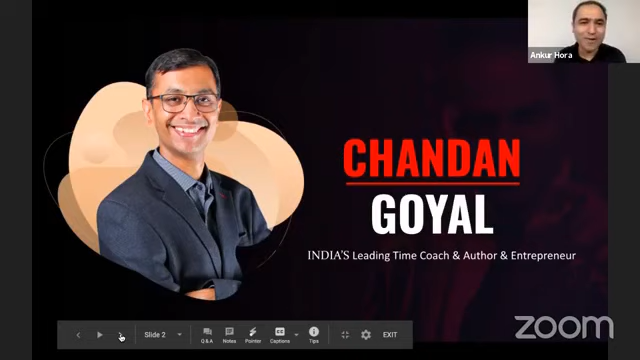 Ankur Hora
CHANDAN
GOYAL
INDIA'S Leading Time Coach & Author & Entrepreneur
Slide 2
Q&A
Notes
Pointer
Captions
Tips
EXIT
zoom